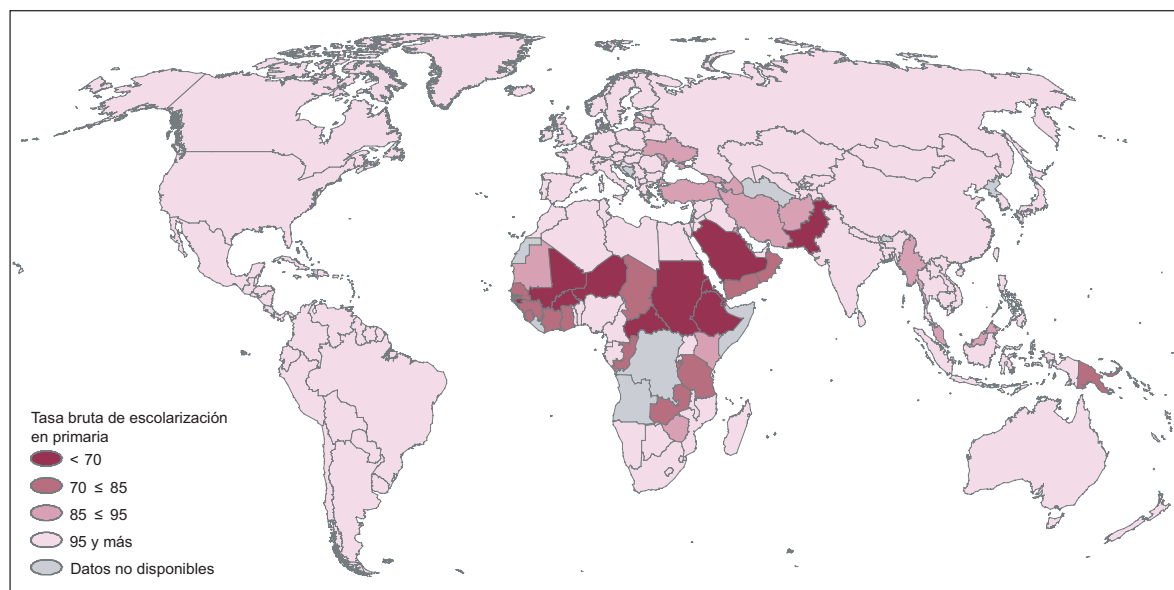 Tasa bruta de escolarización
en primaria
< 70
70 ≤ 85
85 ≤ 95
95 y más
Datos no disponibles